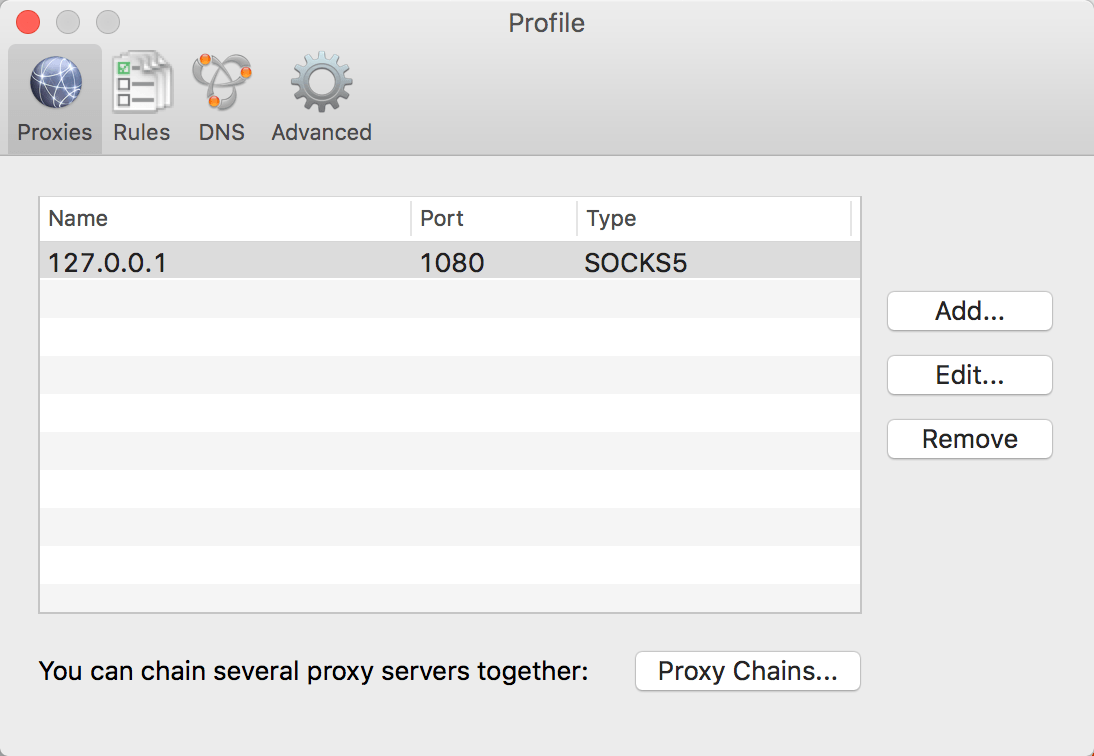 Profile
Proxies Rules DNS Advanced
Name Port Type
127.0.0.1 1080 SOCKS5
Add...
Edit...
Remove
You can chain several proxy servers together: Proxy Chains...